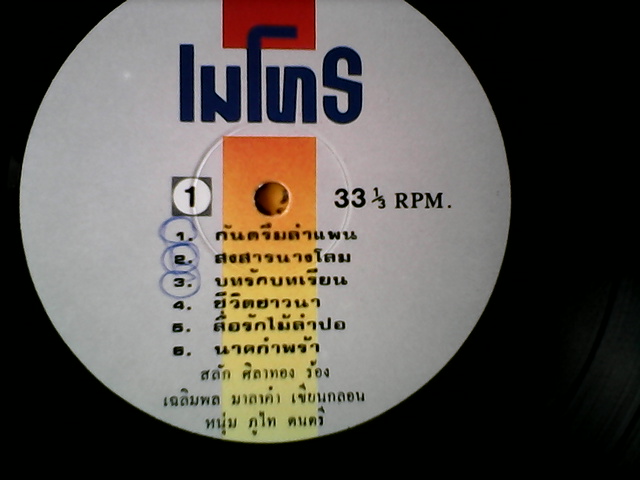 ไมโทร
1
33 1/3 RPM.
1. กันตรึมลำแพน
2. สงสารนางโลม
3. บทรักบทเรียน
4. ชีวิตชาวนา
5. สื่อรักไม้ลำปอ
6. นาคกำพร้า
สลัก ศิลาทอง ร้อง
เฉลิมพล มาลาคำ เขียนกลอน
หนุ่ม ภูไท ดนตรี